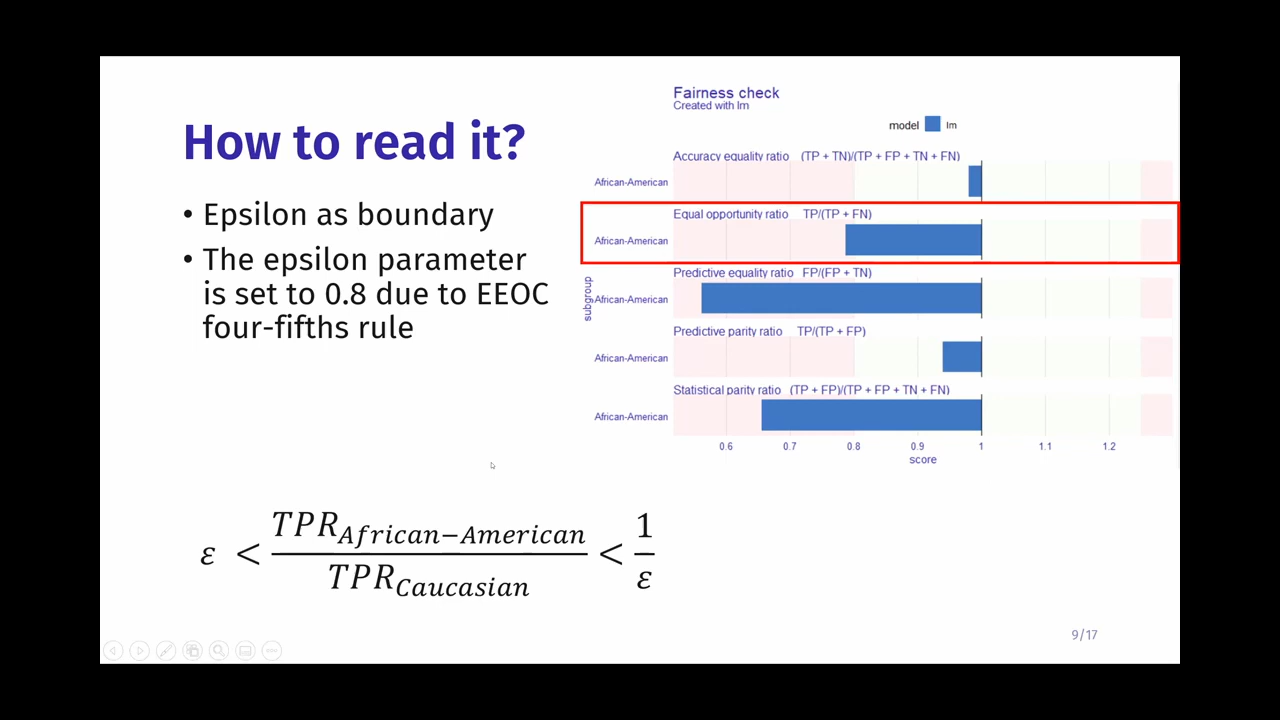 How to read it?
• Epsilon as boundary
• The epsilon parameter
is set to 0.8 due to EEOC
four-fifths rule
Fairness check
Created with lm
model lm
Accuracy equality ratio (TP + TN)/(TP + FP + TN + FN)
African-American
Equal opportunity ratio TP/(TP + FN)
African-American
Predictive equality ratio FP/(FP + TN)
African-American
Predictive parity ratio TP/(TP + FP)
African-American
Statistical parity ratio (TP + FP)/(TP + FP + TN + FN)
African-American
subgroup
0.6 0.7 0.8 0.9 1 1.1 1.2
score
ε < TPR_African−American / TPR_Caucasian < 1 / ε
9/17